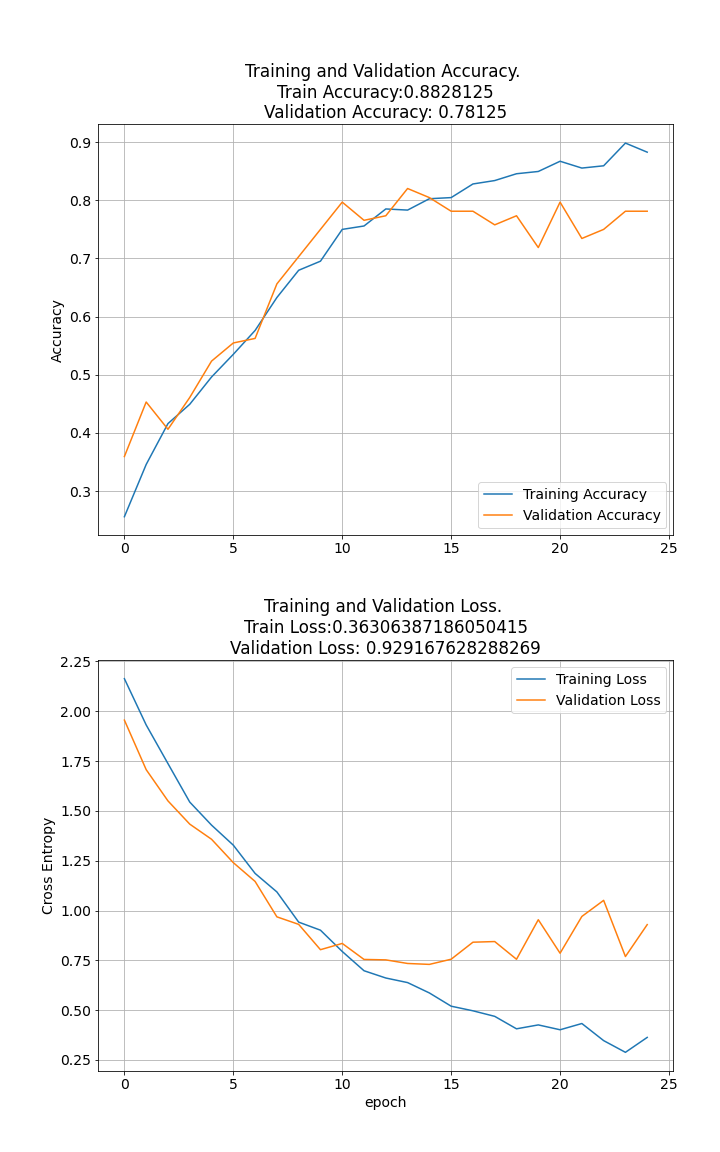 Training and Validation Accuracy.
Train Accuracy:0.8828125
Validation Accuracy: 0.78125
0.9
0.8
0.7
0.6
0.5
0.4
0.3
Accuracy
Training Accuracy
Validation Accuracy
0 5 10 15 20 25
Training and Validation Loss.
Train Loss:0.36306387186050415
Validation Loss: 0.929167628288269
2.25
2.00
1.75
1.50
1.25
1.00
0.75
0.50
0.25
Cross Entropy
Training Loss
Validation Loss
0 5 10 15 20 25
epoch